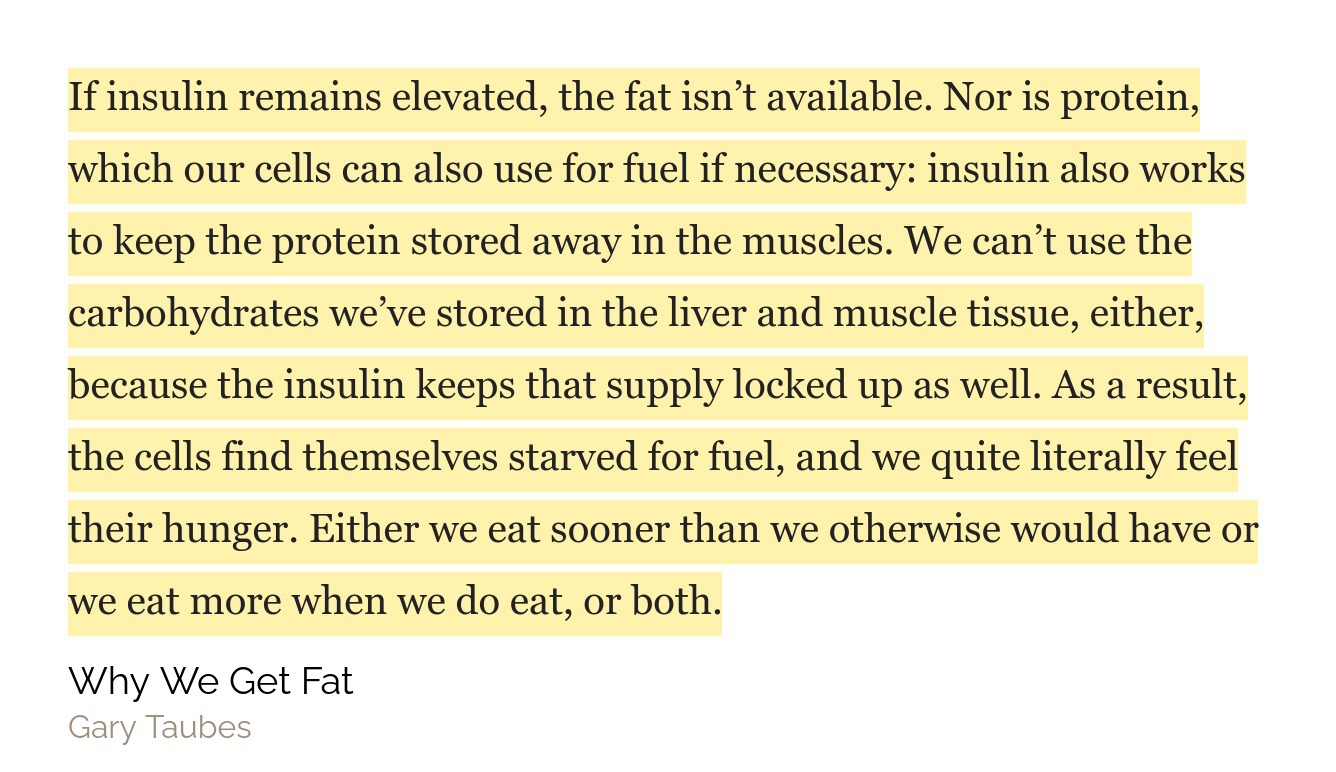 If insulin remains elevated, the fat isn’t available. Nor is protein,
which our cells can also use for fuel if necessary: insulin also works
to keep the protein stored away in the muscles. We can’t use the
carbohydrates we’ve stored in the liver and muscle tissue, either,
because the insulin keeps that supply locked up as well. As a result,
the cells find themselves starved for fuel, and we quite literally feel
their hunger. Either we eat sooner than we otherwise would have or
we eat more when we do eat, or both.
Why We Get Fat
Gary Taubes